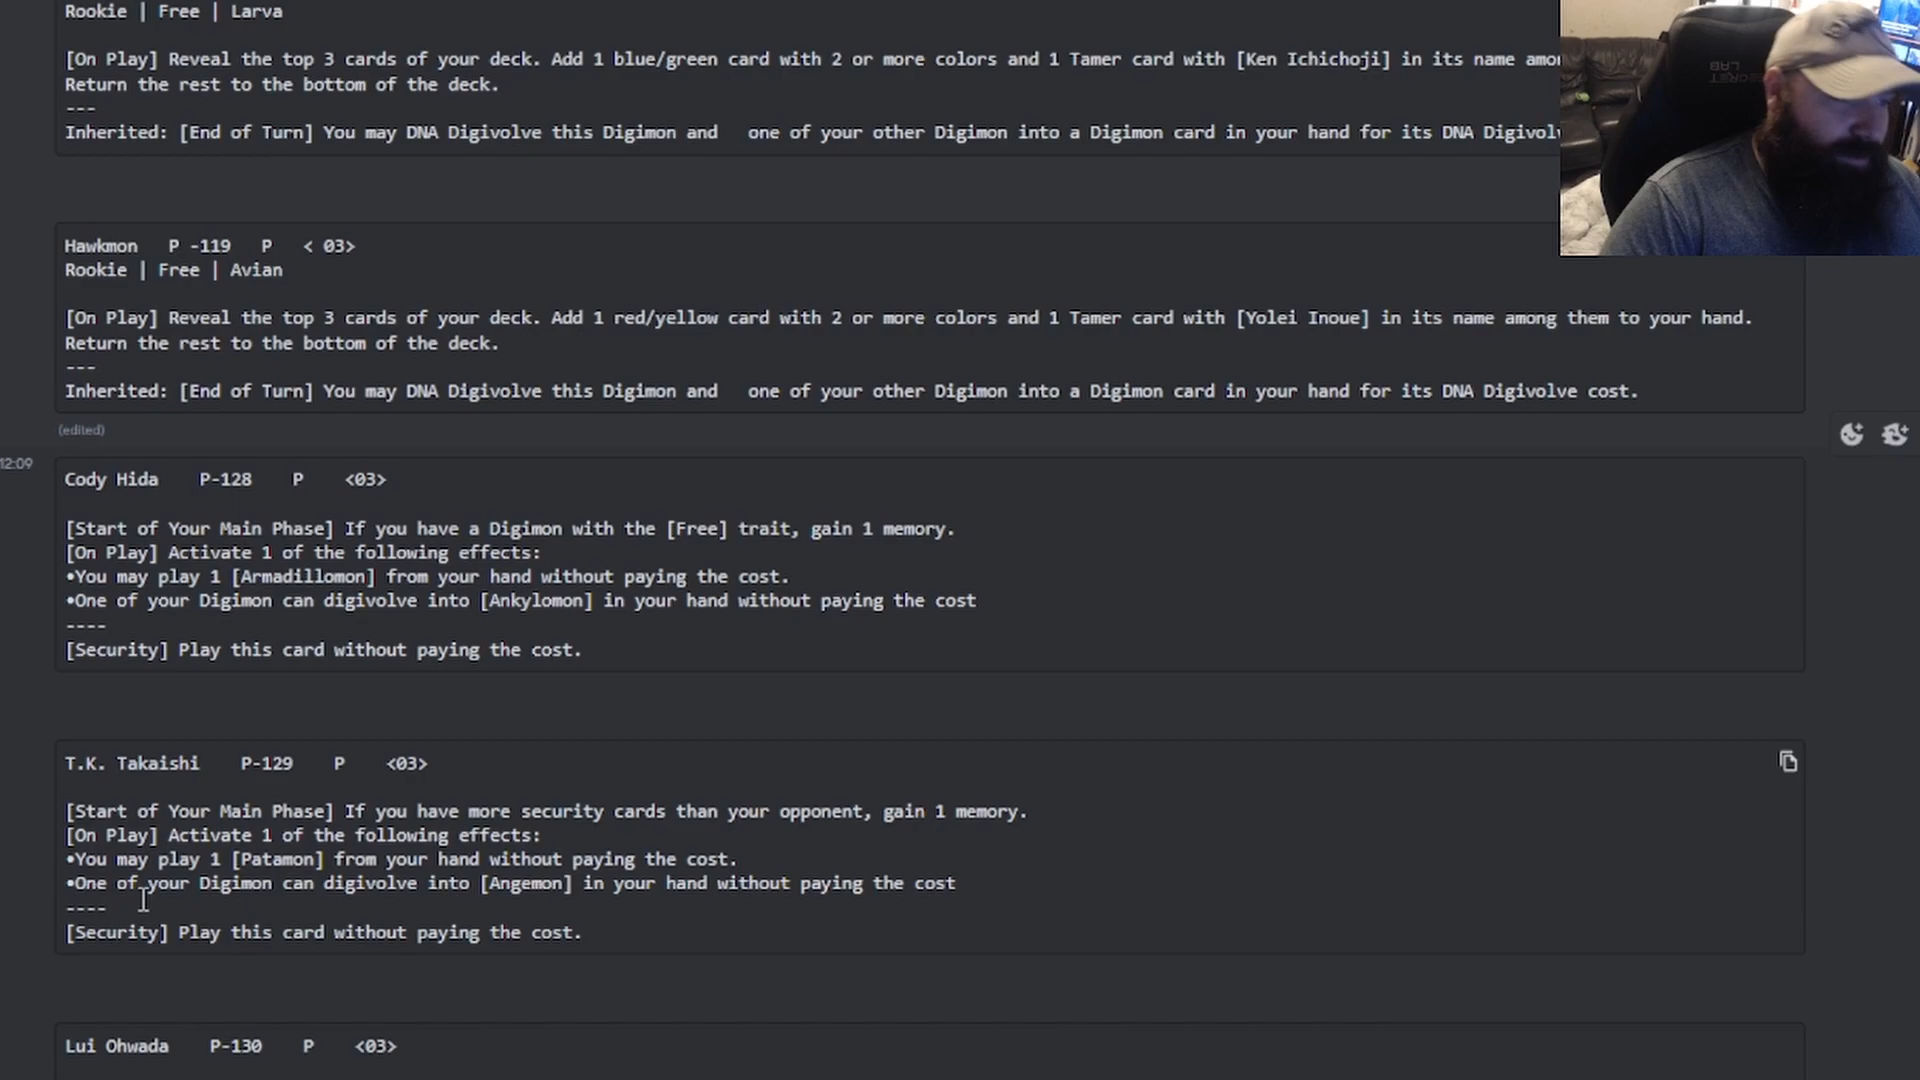 Rookie | Free | Larva
[On Play] Reveal the top 3 cards of your deck. Add 1 blue/green card with 2 or more colors and 1 Tamer card with [Ken Ichichoji] in its name
Return the rest to the bottom of the deck.
---
Inherited: [End of Turn] You may DNA Digivolve this Digimon and   one of your other Digimon into a Digimon card in your hand for its DNA
Hawkmon   P -119   P   < 03>
Rookie | Free | Avian
[On Play] Reveal the top 3 cards of your deck. Add 1 red/yellow card with 2 or more colors and 1 Tamer card with [Yolei Inoue] in its name among them to your hand.
Return the rest to the bottom of the deck.
---
Inherited: [End of Turn] You may DNA Digivolve this Digimon and   one of your other Digimon into a Digimon card in your hand for its DNA Digivolve cost.
(edited)
12:09
Cody Hida    P-128    P    <03>
[Start of Your Main Phase] If you have a Digimon with the [Free] trait, gain 1 memory.
[On Play] Activate 1 of the following effects:
•You may play 1 [Armadillomon] from your hand without paying the cost.
•One of your Digimon can digivolve into [Ankylomon] in your hand without paying the cost
----
[Security] Play this card without paying the cost.
T.K. Takaishi    P-129    P    <03>
[Start of Your Main Phase] If you have more security cards than your opponent, gain 1 memory.
[On Play] Activate 1 of the following effects:
•You may play 1 [Patamon] from your hand without paying the cost.
•One of your Digimon can digivolve into [Angemon] in your hand without paying the cost
----
[Security] Play this card without paying the cost.
Lui Ohwada    P-130    P    <03>